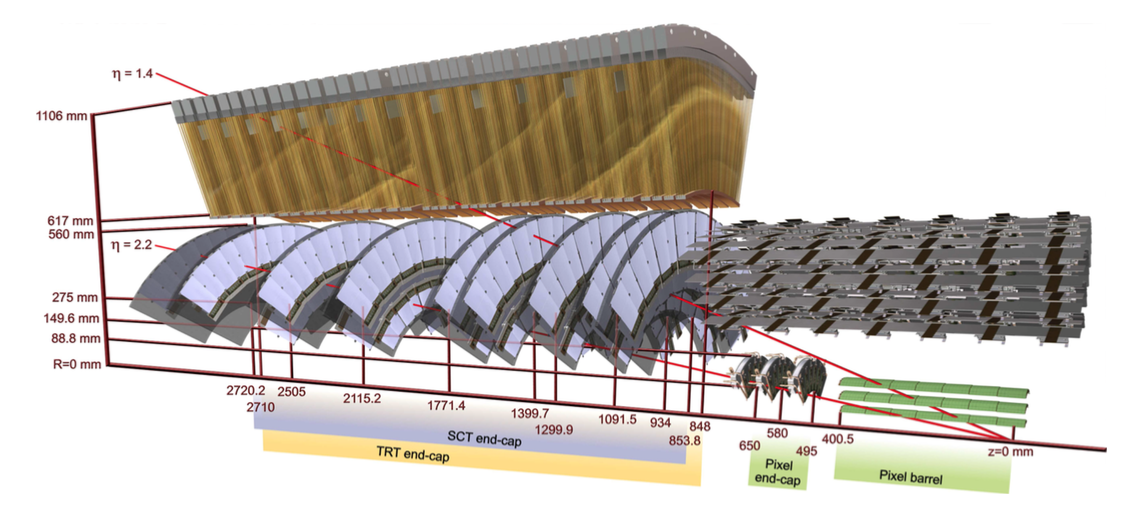 η = 1.4
1106 mm
617 mm
560 mm
η = 2.2
275 mm
149.6 mm
88.8 mm
R=0 mm
2720.2
2710
2505
2115.2
1771.4
1399.7
1299.9
1091.5
934
853.8
848
650
580
495
400.5
z=0 mm
SCT end-cap
TRT end-cap
Pixel
end-cap
Pixel barrel